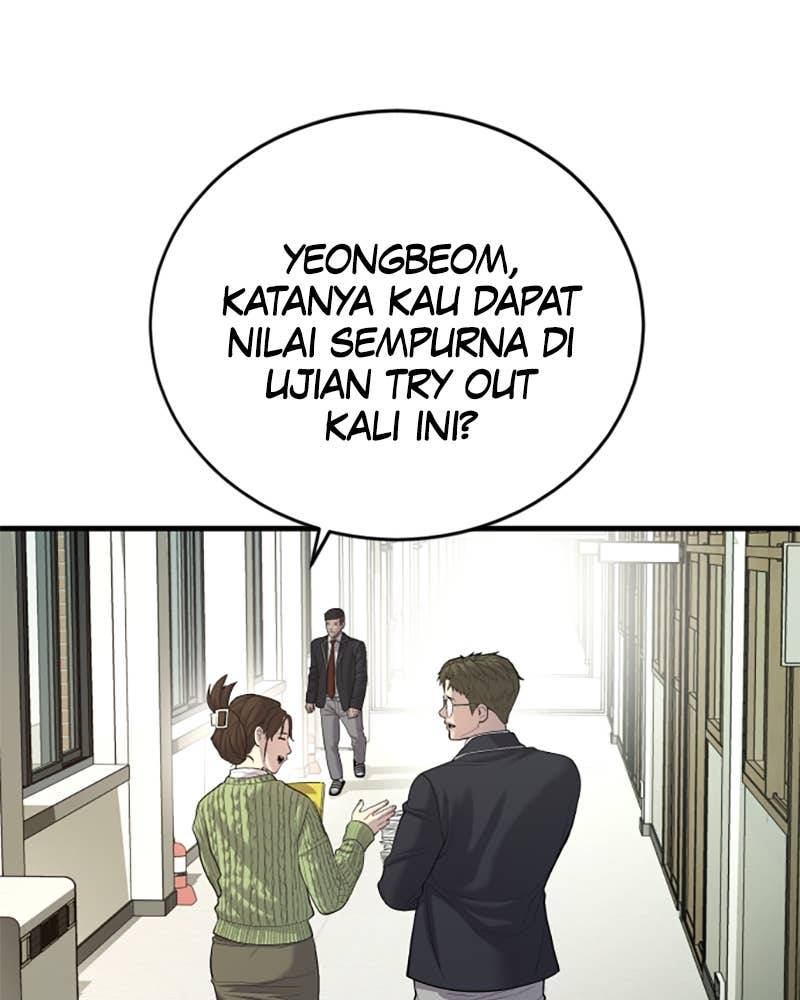 YEONGBEOM,
KATANYA KAU DAPAT
NILAI SEMPURNA DI
UJIAN TRY OUT
KALI INI?